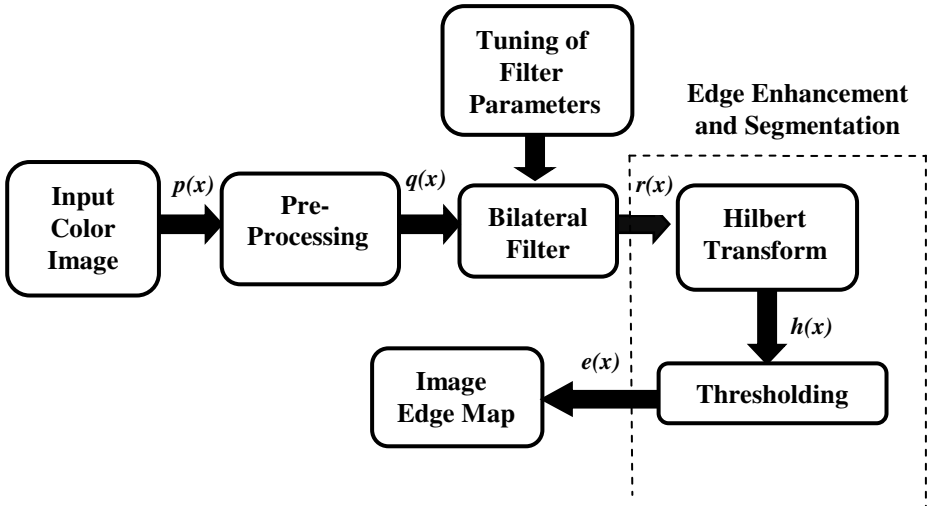 Tuning of
Filter
Parameters
Edge Enhancement
and Segmentation
Input
Color
Image
p(x)
Pre-
Processing
q(x)
Bilateral
Filter
r(x)
Hilbert
Transform
h(x)
Thresholding
e(x)
Image
Edge Map